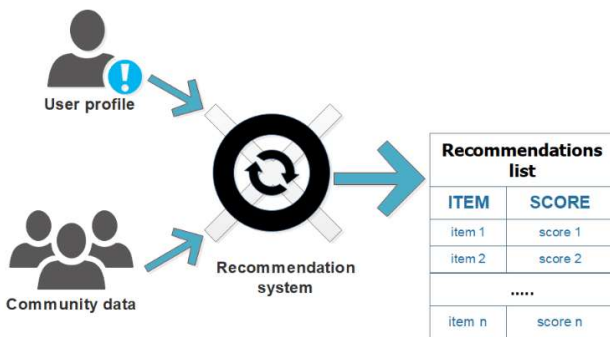 User profile
Community data
Recommendation
system
Recommendations
list
ITEM SCORE
item 1 score 1
item 2 score 2
.....
item n score n